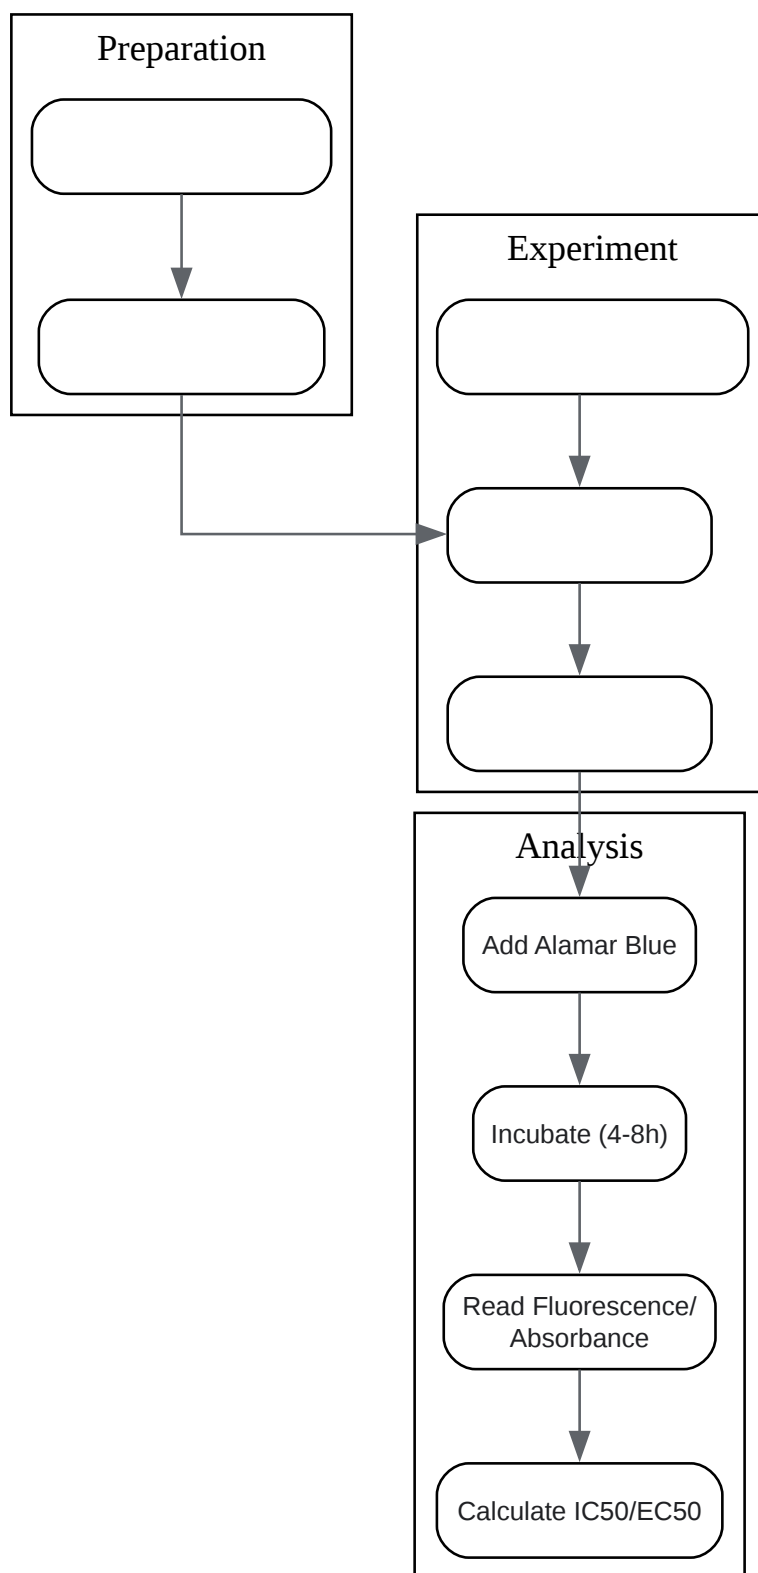 Preparation
Experiment
Analysis
Add Alamar Blue
Incubate (4-8h)
Read Fluorescence/
Absorbance
Calculate IC50/EC50